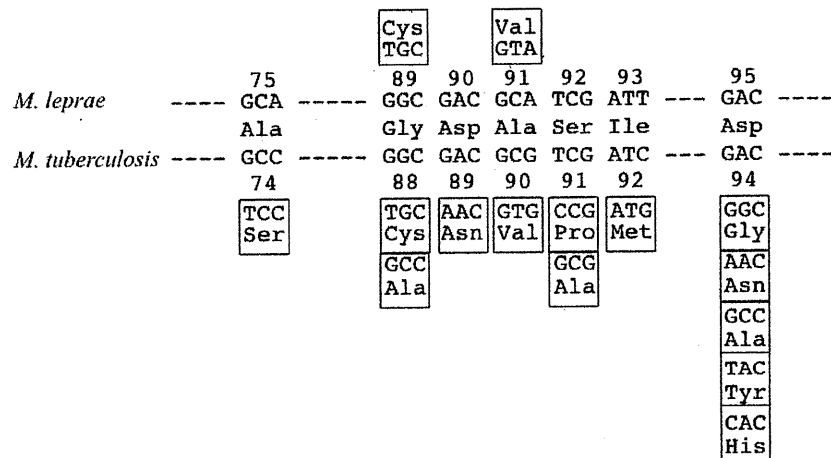 Cys Val
TGC GTA
75 89 90 91 92 93 95
M. leprae ---- GCA ----- GGC GAC GCA TCG ATT --- GAC ----
Ala Gly Asp Ala Ser Ile Asp
M. tuberculosis ---- GCC ----- GGC GAC GCG TCG ATC --- GAC ----
74 88 89 90 91 92 94
TCC TGC AAC GTG CCG ATG GGC
Ser Cys Asn Val Pro Met Gly
GCC GCG AAC
Ala Ala Asn
GCC
Ala
TAC
Tyr
CAC
His